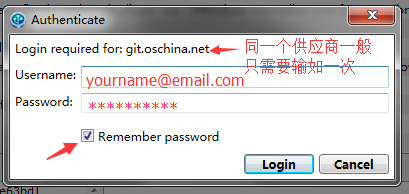 Authenticate
Login required for: git.oschina.net
同一个供应商一般
只需要输如一次
Username:
yourname@email.com
Password:
**********
Remember password
Login
Cancel
e63bd1